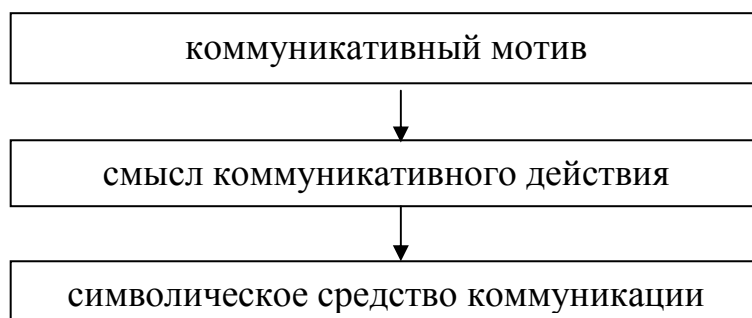 коммуникативный мотив
смысл коммуникативного действия
символическое средство коммуникации